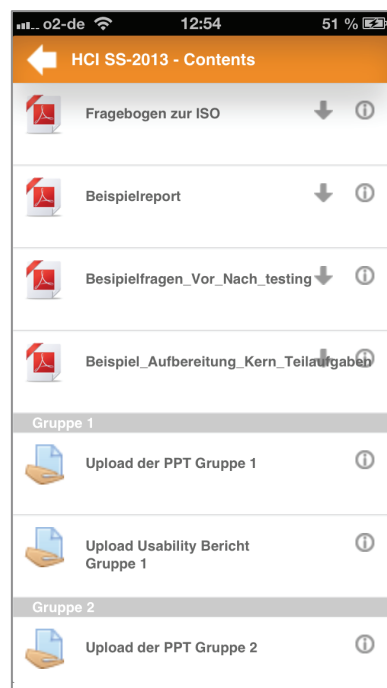 o2-de 12:54 51 %
HCI SS-2013 - Contents
Fragebogen zur ISO
Beispielreport
Besipielfragen_Vor_Nach_testing
Beispiel_Aufbereitung_Kern_Teilaufgaben
Gruppe 1
Upload der PPT Gruppe 1
Upload Usability Bericht
Gruppe 1
Gruppe 2
Upload der PPT Gruppe 2